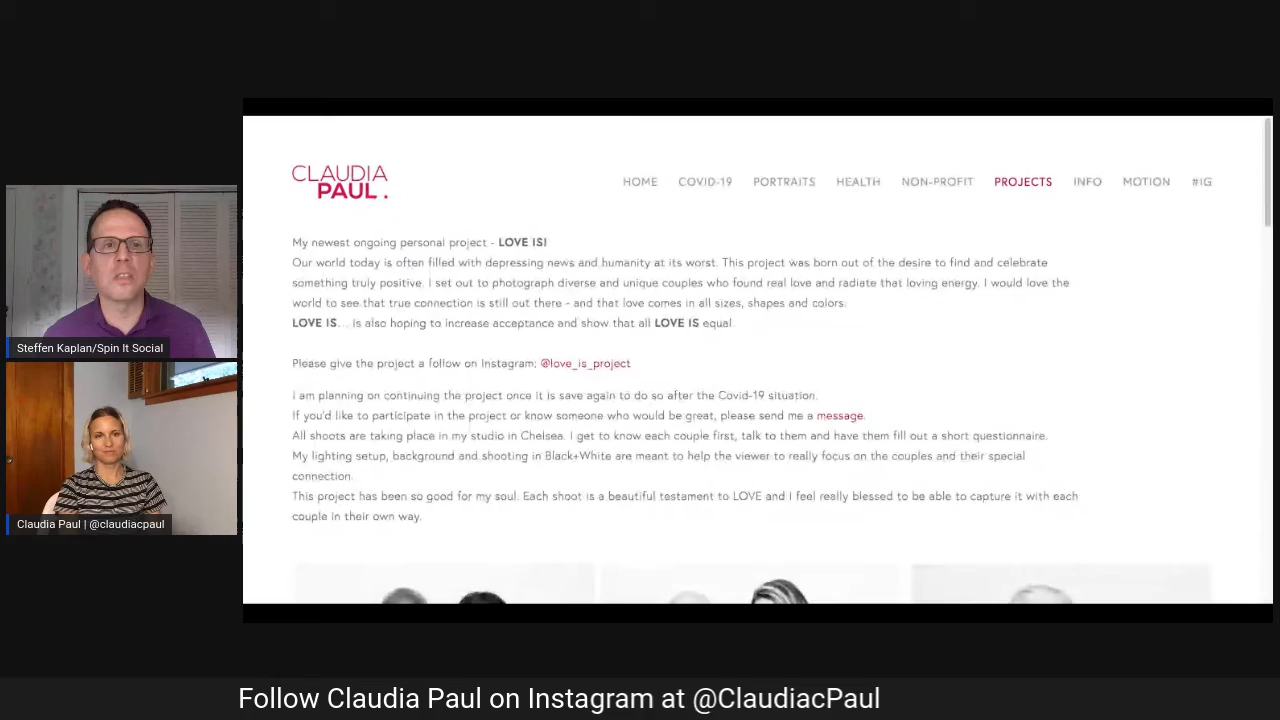 CLAUDIA
PAUL.
HOME COVID-19 PORTRAITS HEALTH NON-PROFIT PROJECTS INFO MOTION #IG
My newest ongoing personal project - LOVE IS!
Our world today is often filled with depressing news and humanity at its worst. This project was born out of the desire to find and celebrate
something truly positive. I set out to photograph diverse and unique couples who found real love and radiate that loving energy. I would love the
world to see that true connection is still out there - and that love comes in all sizes, shapes and colors.
LOVE IS... is also hoping to increase acceptance and show that all LOVE IS equal.
Please give the project a follow on Instagram: @love_is_project
I am planning on continuing the project once it is save again to do so after the Covid-19 situation.
If you'd like to participate in the project or know someone who would be great, please send me a message.
All shoots are taking place in my studio in Chelsea. I get to know each couple first, talk to them and have them fill out a short questionnaire.
My lighting setup, background and shooting in Black+White are meant to help the viewer to really focus on the couples and their special
connection.
This project has been so good for my soul. Each shoot is a beautiful testament to LOVE and I feel really blessed to be able to capture it with each
couple in their own way.
Steffen Kaplan/Spin It Social
Claudia Paul | @claudiacpaul
Follow Claudia Paul on Instagram at @ClaudiacPaul